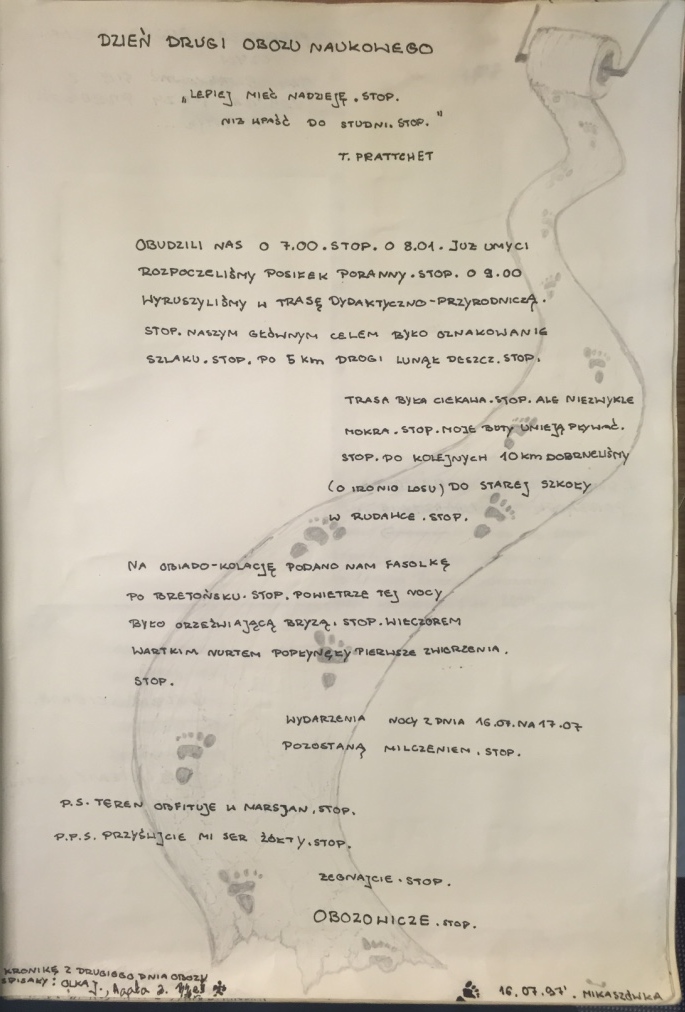 DZIEŃ DRUGI OBOZU NAUKOWEGO
„LEPIEJ MIEĆ NADZIEJĘ. STOP.
NIŻ WPAŚĆ DO STUDNI. STOP."
T. PRATTCHET
OBUDZILI NAS O 7.00. STOP. O 8.01. JUŻ UMYCI
ROZPOCZELIŚMY POSIŁEK PORANNY. STOP. O 9.00
WYRUSZYLIŚMY W TRASĘ DYDAKTYCZNO-PRZYRODNICZĄ.
STOP. NASZYM GŁÓWNYM CELEM BYŁO OZNAKOWANIE
SZLAKU. STOP. PO 5 km DROGI LUNĄŁ DESZCZ. STOP.
TRASA BYŁA CIEKAWA. STOP. ALE NIEZWYKLE
MOKRA. STOP. MOJE BUTY UMIEJĄ PŁYWAĆ.
STOP. PO KOLEJNYCH 10 km DOBRNELIŚMY
(O IRONIO LOSU) DO STAREJ SZKOŁY
W RUDAWCE. STOP.
NA OBIADO-KOLACJĘ PODANO NAM FASOLKĘ
PO BRETOŃSKU. STOP. POWIETRZE TEJ NOCY
BYŁO ORZEŹWIAJĄCĄ BRYZĄ. STOP. WIECZOREM
WARTKIM NURTEM POPŁYNĘŁY PIERWSZE ZWIERZENIA.
STOP.
WYDARZENIA NOCY Z DNIA 16.07. NA 17.07
POZOSTANĄ MILCZENIEM. STOP.
P.S. TEREN OBFITUJE W MARSJAN. STOP.
P.P.S. PRZYŚLIJCIE MI SER ŻÓŁTY. STOP.
ŻEGNAJCIE. STOP.
OBOZOWICZE. STOP.
KRONIKĘ Z DRUGIEGO DNIA OBOZU
SPISAŁY: OLKA J.,
16.07.97'. MIKASZÓWKA